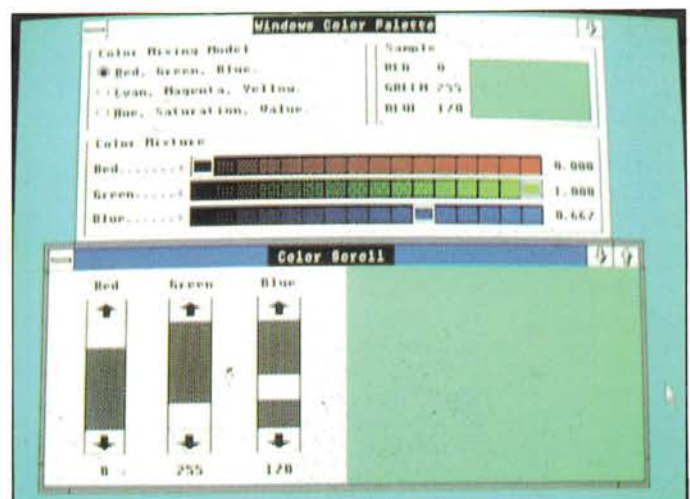 Windows Color Palette
Color Mixing Model
Red, Green, Blue.
Cyan, Magenta, Yellow.
Hue, Saturation, Value.
Sample
RED 0
GREEN 255
BLUE 170
Color Mixture
Red.......: 0.000
Green.....: 1.000
Blue......: 0.667
Color Scroll
Red Green Blue
0 255 170